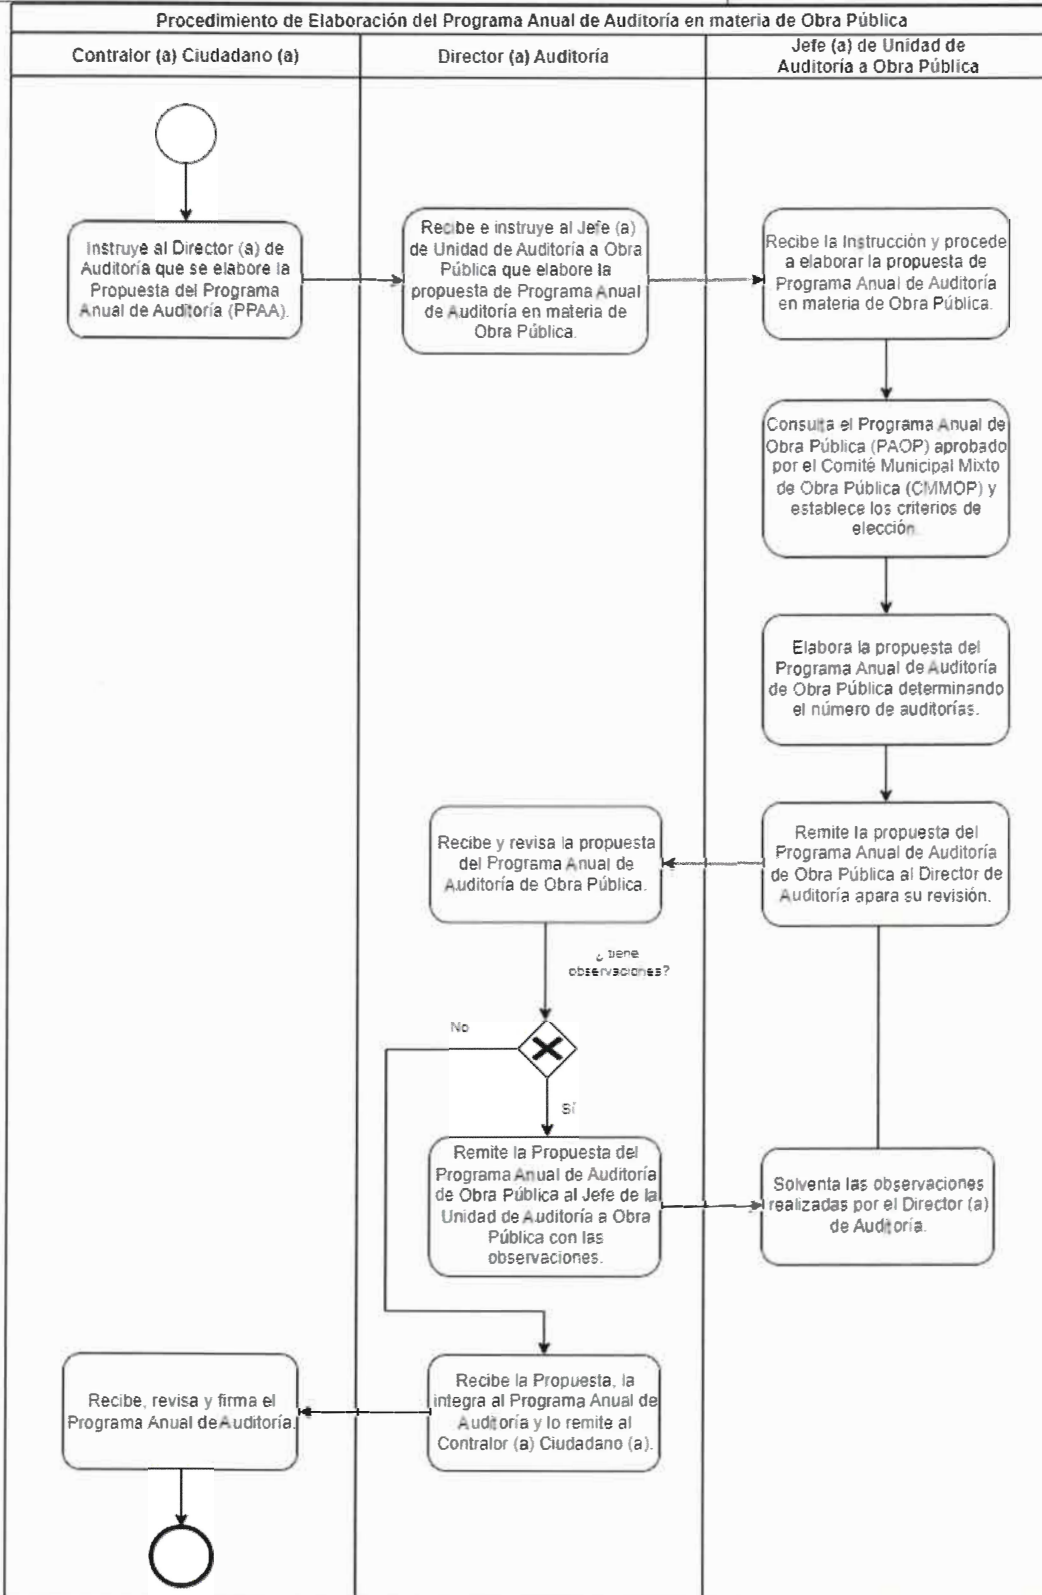 Procedimiento de Elaboración del Programa Anual de Auditoría en materia de Obra Pública
Contralor (a) Ciudadano (a)
Director (a) Auditoría
Jefe (a) de Unidad de
Auditoría a Obra Pública
Instruye al Director (a) de
Auditoría que se elabore la
Propuesta del Programa
Anual de Auditoría (PPAA).
Recibe e instruye al Jefe (a)
de Unidad de Auditoría a Obra
Pública que elabore la
propuesta de Programa Anual
de Auditoría en materia de
Obra Pública.
Recibe la Instrucción y procede
a elaborar la propuesta de
Programa Anual de Auditoría
en materia de Obra Pública.
Consulta el Programa Anual de
Obra Pública (PAOP) aprobado
por el Comité Municipal Mixto
de Obra Pública (CMMOP) y
establece los criterios de
elección.
Elabora la propuesta del
Programa Anual de Auditoría
de Obra Pública determinando
el número de auditorías.
Remite la propuesta del
Programa Anual de Auditoría
de Obra Pública al Director de
Auditoría apara su revisión.
Recibe y revisa la propuesta
del Programa Anual de
Auditoría de Obra Pública.
¿ tiene
observaciones?
No
Sí
Remite la Propuesta del
Programa Anual de Auditoría
de Obra Pública al Jefe de la
Unidad de Auditoría a Obra
Pública con las
observaciones.
Solventa las observaciones
realizadas por el Director (a)
de Auditoría.
Recibe la Propuesta, la
integra al Programa Anual de
Auditoría y lo remite al
Contralor (a) Ciudadano (a).
Recibe, revisa y firma el
Programa Anual de Auditoría.